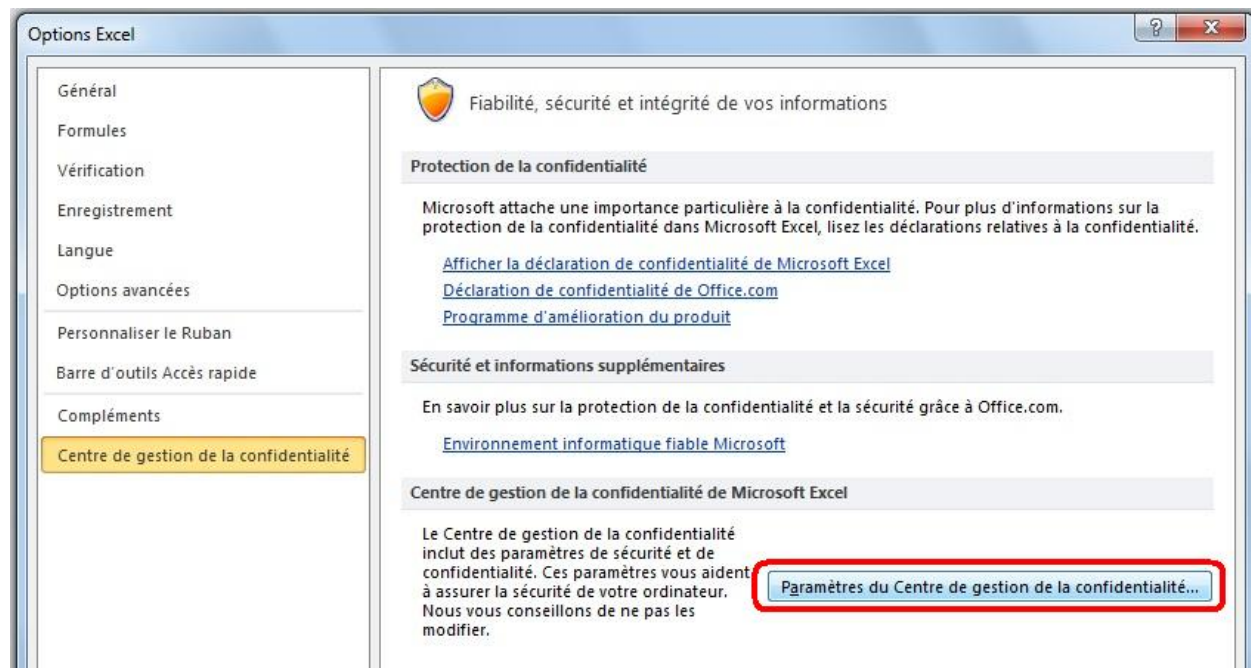 Options Excel
Général
Formules
Vérification
Enregistrement
Langue
Options avancées
Personnaliser le Ruban
Barre d'outils Accès rapide
Compléments
Centre de gestion de la confidentialité
Fiabilité, sécurité et intégrité de vos informations
Protection de la confidentialité
Microsoft attache une importance particulière à la confidentialité. Pour plus d'informations sur la
protection de la confidentialité dans Microsoft Excel, lisez les déclarations relatives à la confidentialité.
Afficher la déclaration de confidentialité de Microsoft Excel
Déclaration de confidentialité de Office.com
Programme d'amélioration du produit
Sécurité et informations supplémentaires
En savoir plus sur la protection de la confidentialité et la sécurité grâce à Office.com.
Environnement informatique fiable Microsoft
Centre de gestion de la confidentialité de Microsoft Excel
Le Centre de gestion de la confidentialité
inclut des paramètres de sécurité et de
confidentialité. Ces paramètres vous aident
à assurer la sécurité de votre ordinateur.
Nous vous conseillons de ne pas les
modifier.
Paramètres du Centre de gestion de la confidentialité...